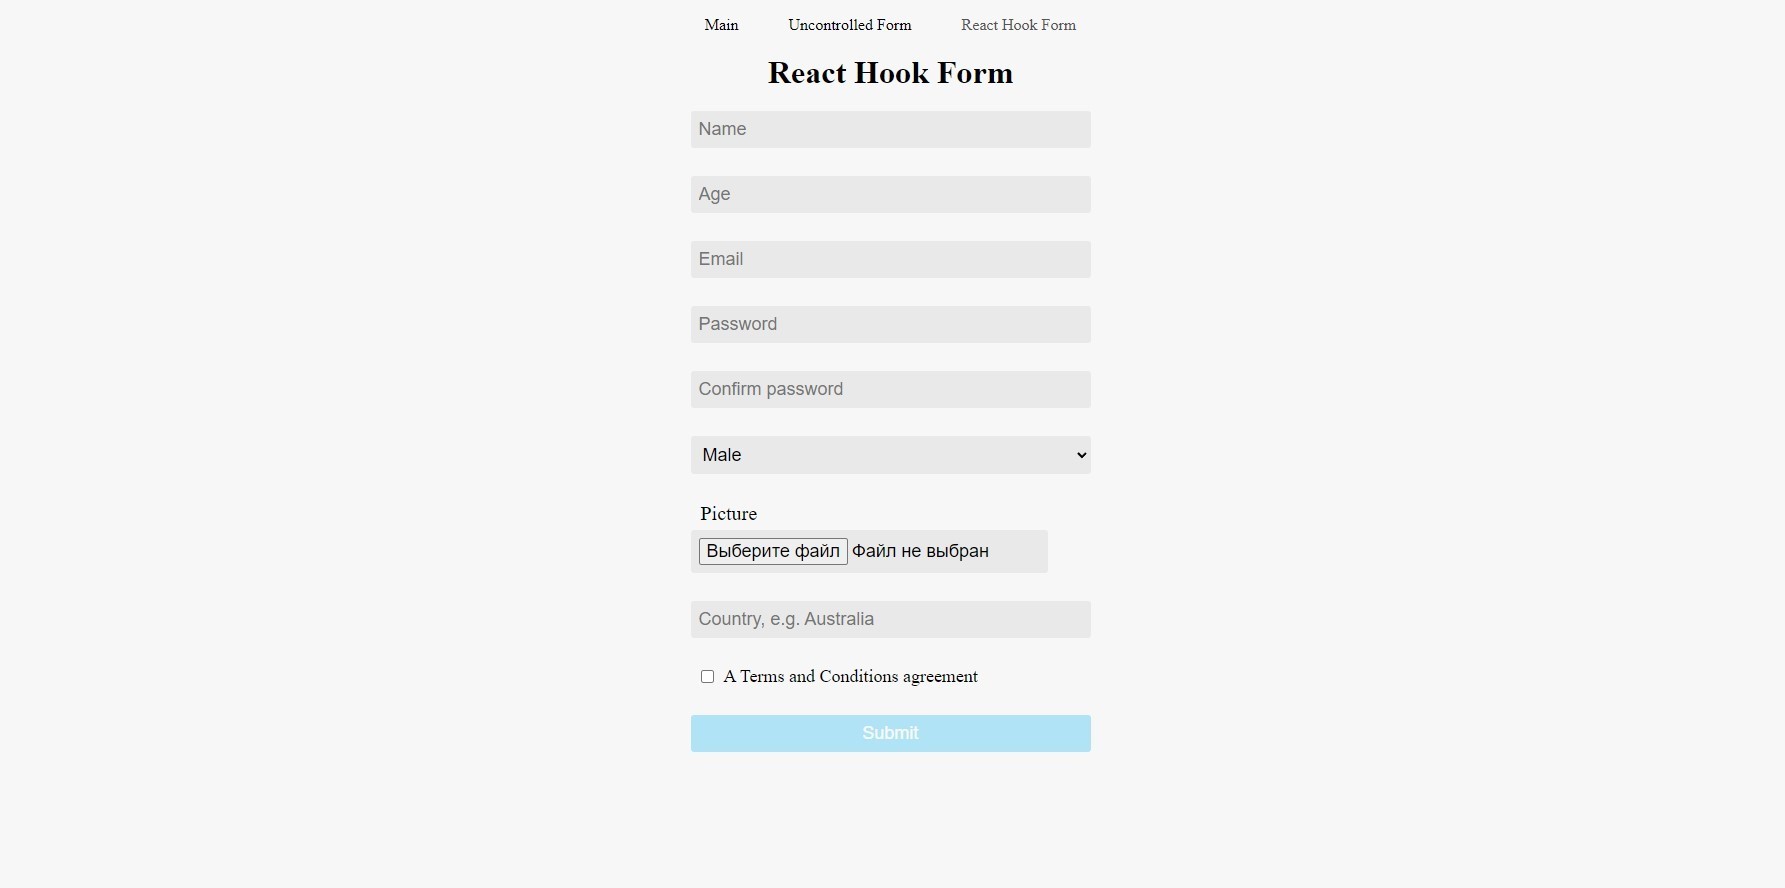 Main Uncontrolled Form React Hook Form
React Hook Form
Name
Age
Email
Password
Confirm password
Male
Picture
Выберите файл Файл не выбран
Country, e.g. Australia
A Terms and Conditions agreement
Submit